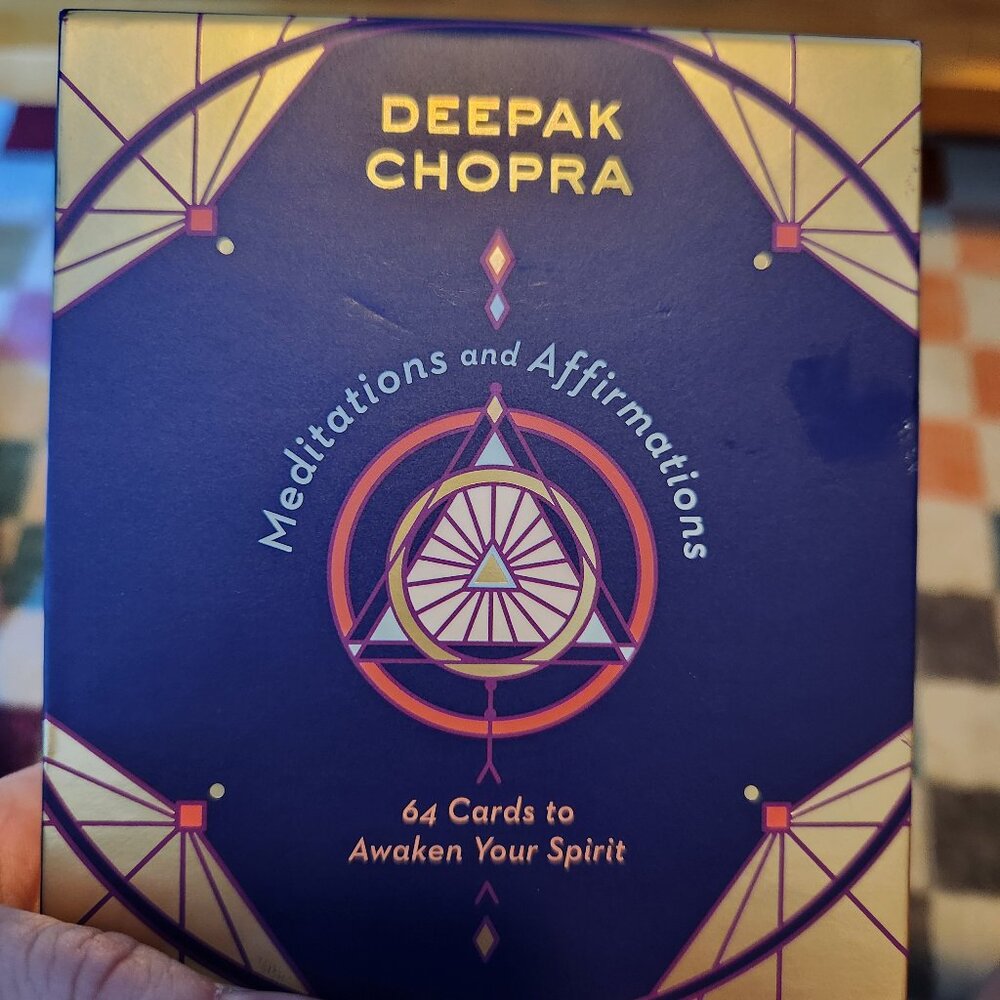 DEEPAK
CHOPRA
Meditations and Affirmations
64 Cards to
Awaken Your Spirit